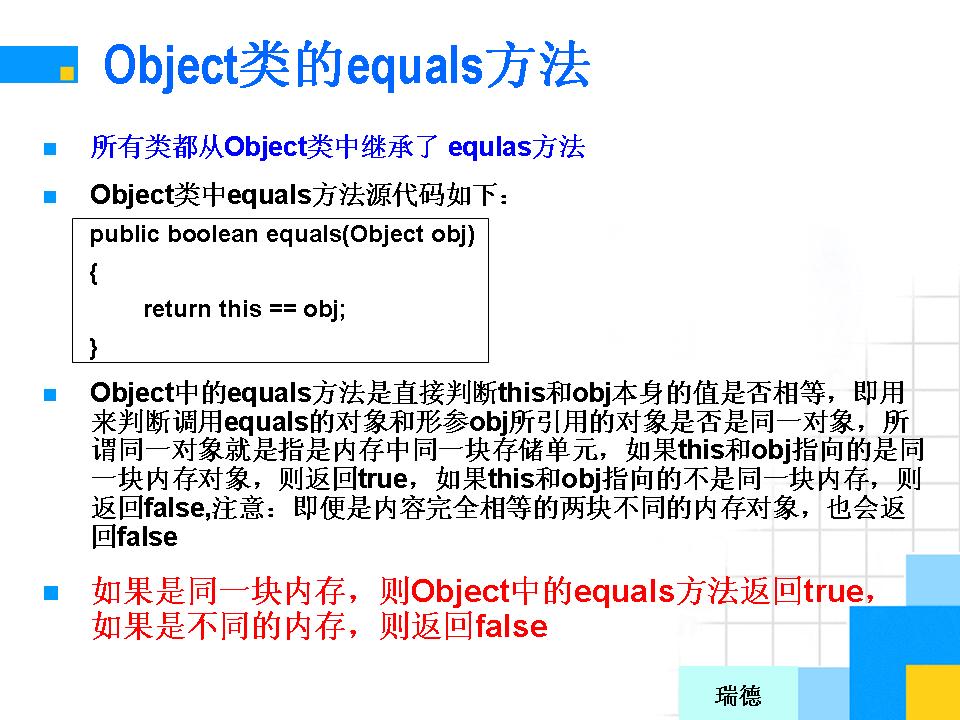 Object类的equals方法
所有类都从Object类中继承了 equlas方法
Object类中equals方法源代码如下：
public boolean equals(Object obj)
{
return this == obj;
}
Object中的equals方法是直接判断this和obj本身的值是否相等，即用
来判断调用equals的对象和形参obj所引用的对象是否是同一对象，所
谓同一对象就是指是内存中同一块存储单元，如果this和obj指向的是同
一块内存对象，则返回true，如果this和obj指向的不是同一块内存，则
返回false,注意：即便是内容完全相等的两块不同的内存对象，也会返
回false
如果是同一块内存，则Object中的equals方法返回true，
如果是不同的内存，则返回false
瑞德